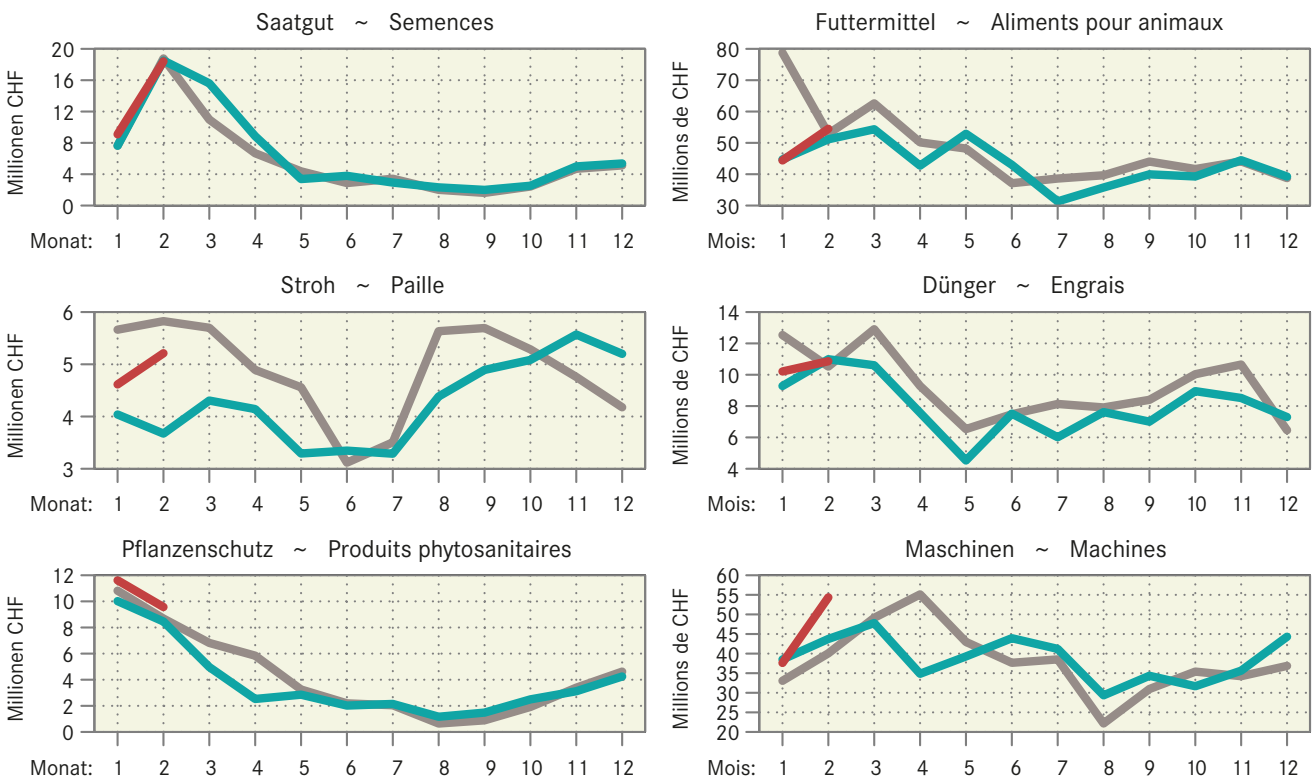 Saatgut ~ Semences
Millionen CHF
20
16
12
8
4
0
Monat: 1 2 3 4 5 6 7 8 9 10 11 12
Futtermittel ~ Aliments pour animaux
Millions de CHF
80
70
60
50
40
30
Mois: 1 2 3 4 5 6 7 8 9 10 11 12
Stroh ~ Paille
Millionen CHF
6
5
4
3
Monat: 1 2 3 4 5 6 7 8 9 10 11 12
Dünger ~ Engrais
Millions de CHF
14
12
10
8
6
4
Mois: 1 2 3 4 5 6 7 8 9 10 11 12
Pflanzenschutz ~ Produits phytosanitaires
Millionen CHF
12
10
8
6
4
2
0
Monat: 1 2 3 4 5 6 7 8 9 10 11 12
Maschinen ~ Machines
Millions de CHF
60
55
50
45
40
35
30
25
20
Mois: 1 2 3 4 5 6 7 8 9 10 11 12